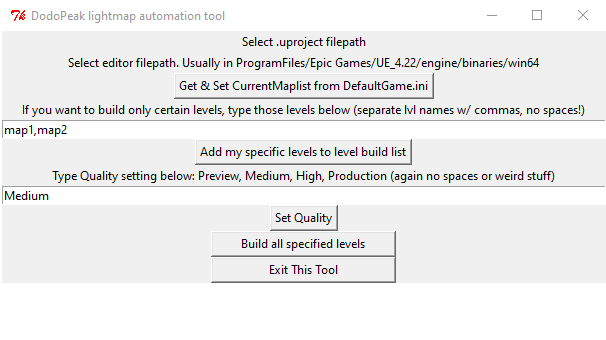 DodoPeak lightmap automation tool
Select .uproject filepath
Select editor filepath. Usually in ProgramFiles/Epic Games/UE_4.22/engine/binaries/win64
Get & Set CurrentMaplist from DefaultGame.ini
If you want to build only certain levels, type those levels below (separate lvl names w/ commas, no spaces!)
map1,map2
Add my specific levels to level build list
Type Quality setting below: Preview, Medium, High, Production (again no spaces or weird stuff)
Medium
Set Quality
Build all specified levels
Exit This Tool